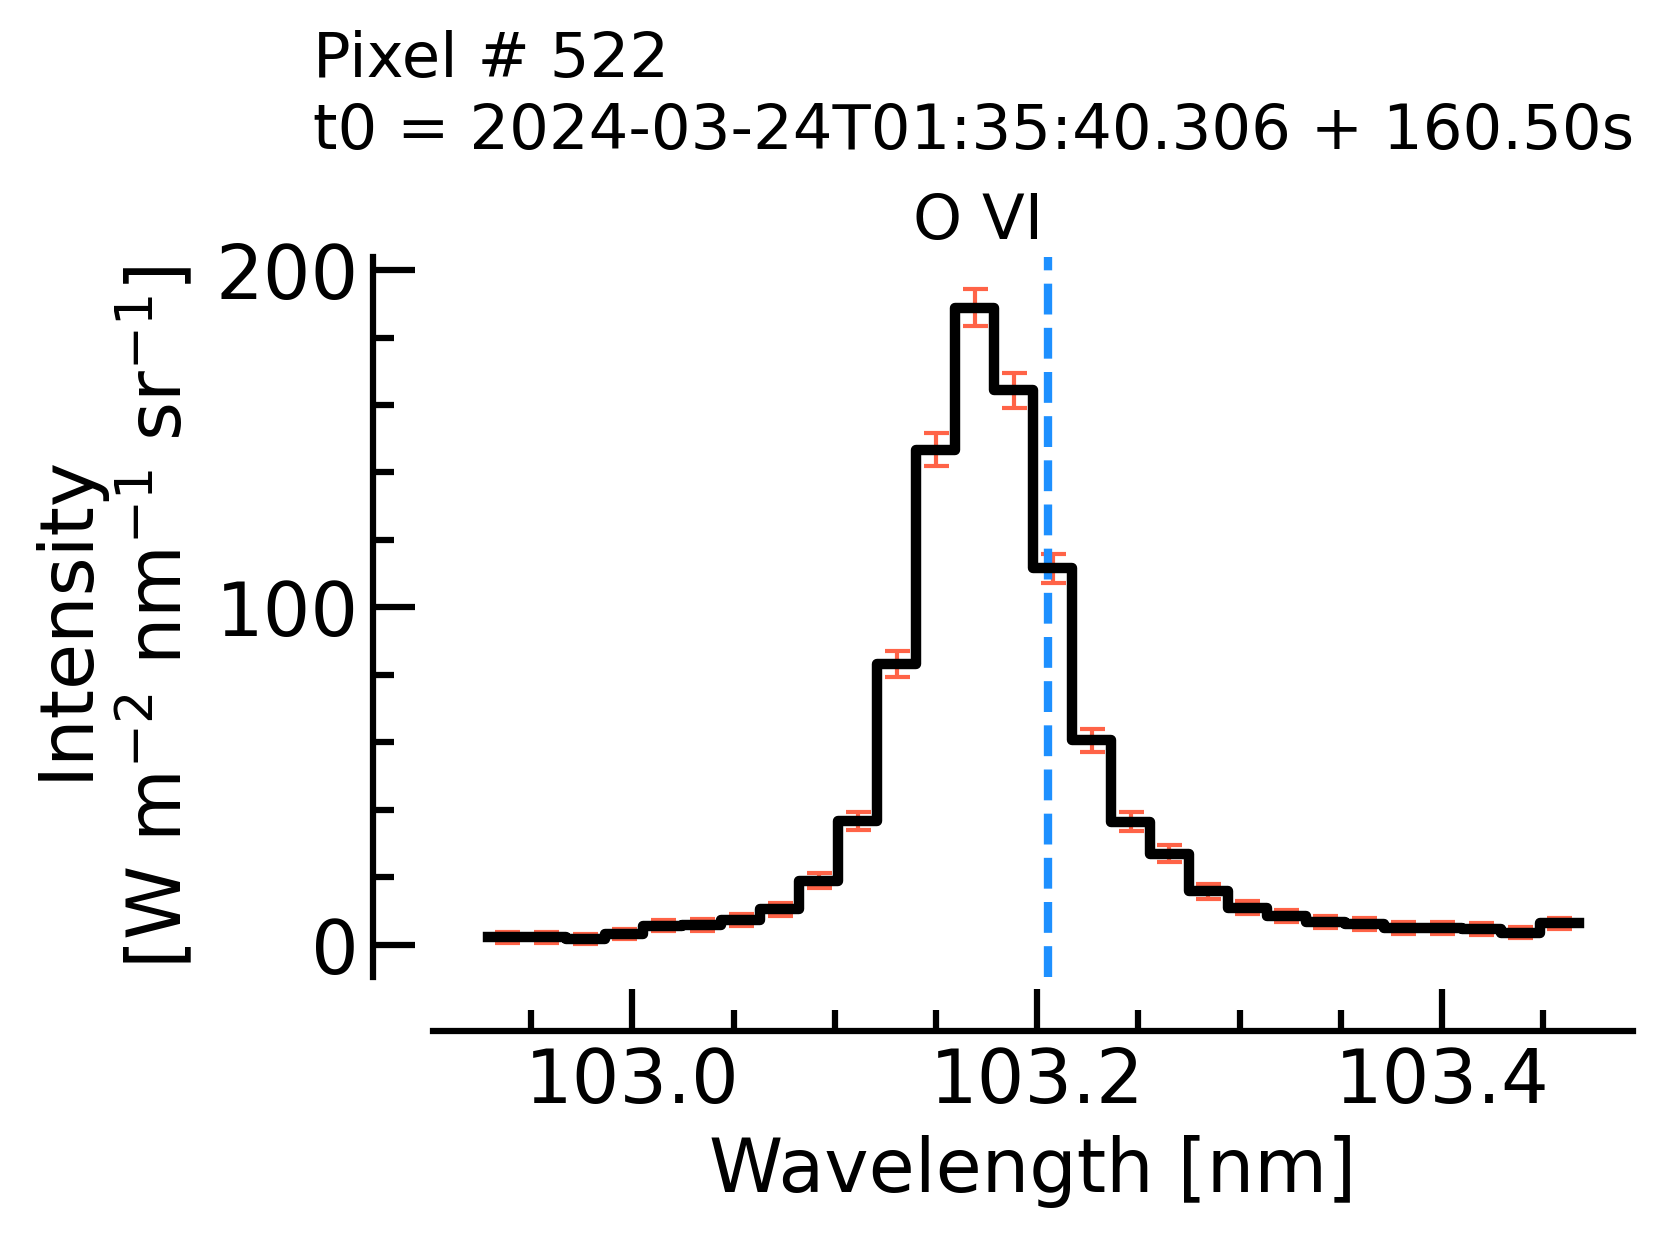 Pixel # 522
t0 = 2024-03-24T01:35:40.306 + 160.50s
O VI
Intensity
[W m⁻² nm⁻¹ sr⁻¹]
200
100
0
103.0 103.2 103.4
Wavelength [nm]